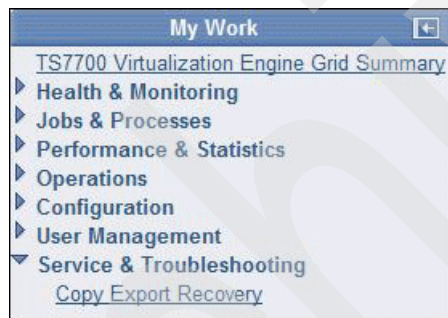 My Work
TS7700 Virtualization Engine Grid Summary
Health & Monitoring
Jobs & Processes
Performance & Statistics
Operations
Configuration
User Management
Service & Troubleshooting
Copy Export Recovery